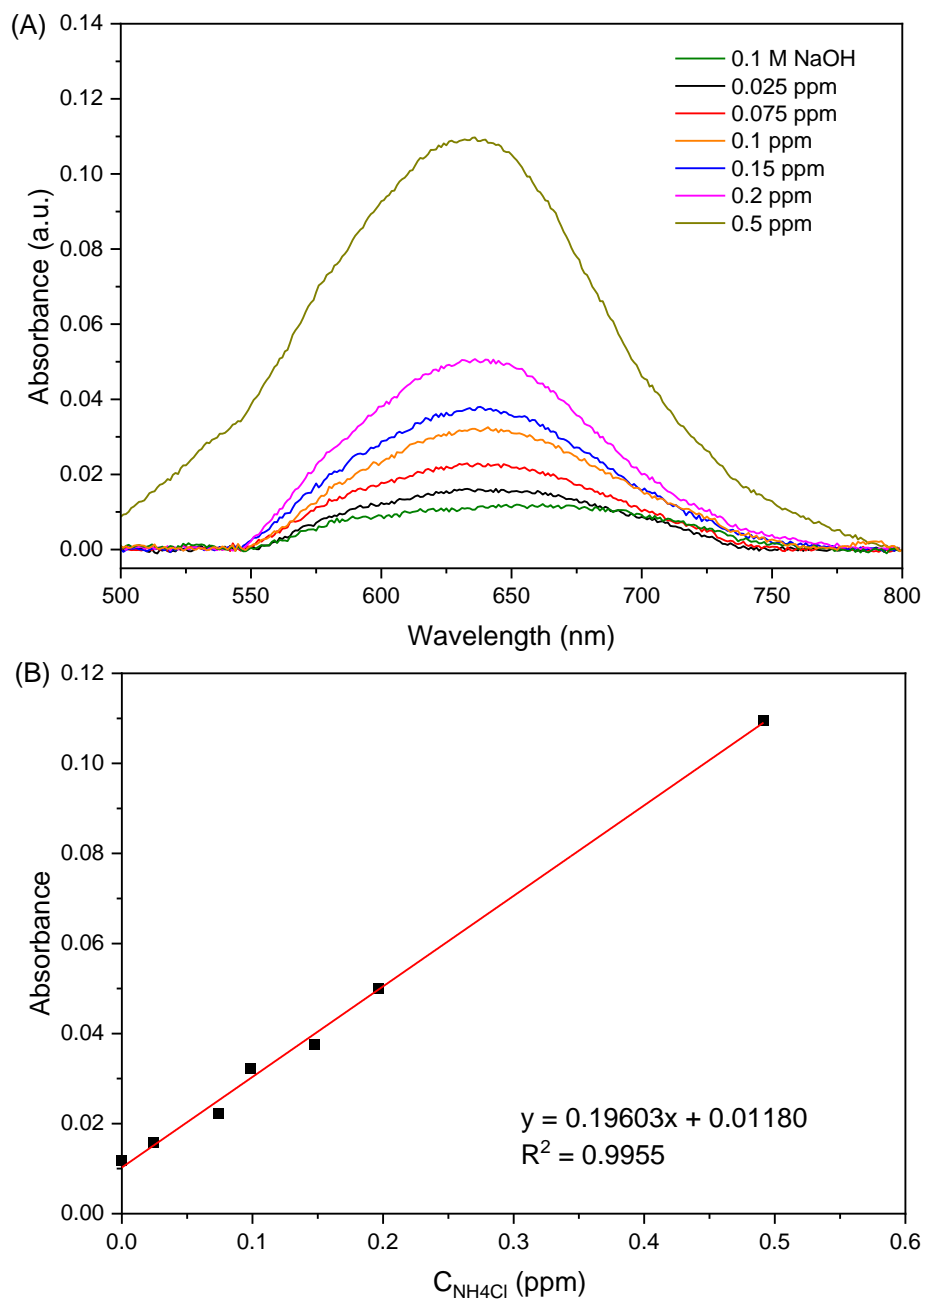 (A)
0.14
0.12
0.10
0.08
0.06
0.04
0.02
0.00
Absorbance (a.u.)
0.1 M NaOH
0.025 ppm
0.075 ppm
0.1 ppm
0.15 ppm
0.2 ppm
0.5 ppm
500 550 600 650 700 750 800
Wavelength (nm)
(B)
0.12
0.10
0.08
0.06
0.04
0.02
0.00
Absorbance
y = 0.19603x + 0.01180
R² = 0.9955
0.0 0.1 0.2 0.3 0.4 0.5 0.6
C_NH4Cl (ppm)